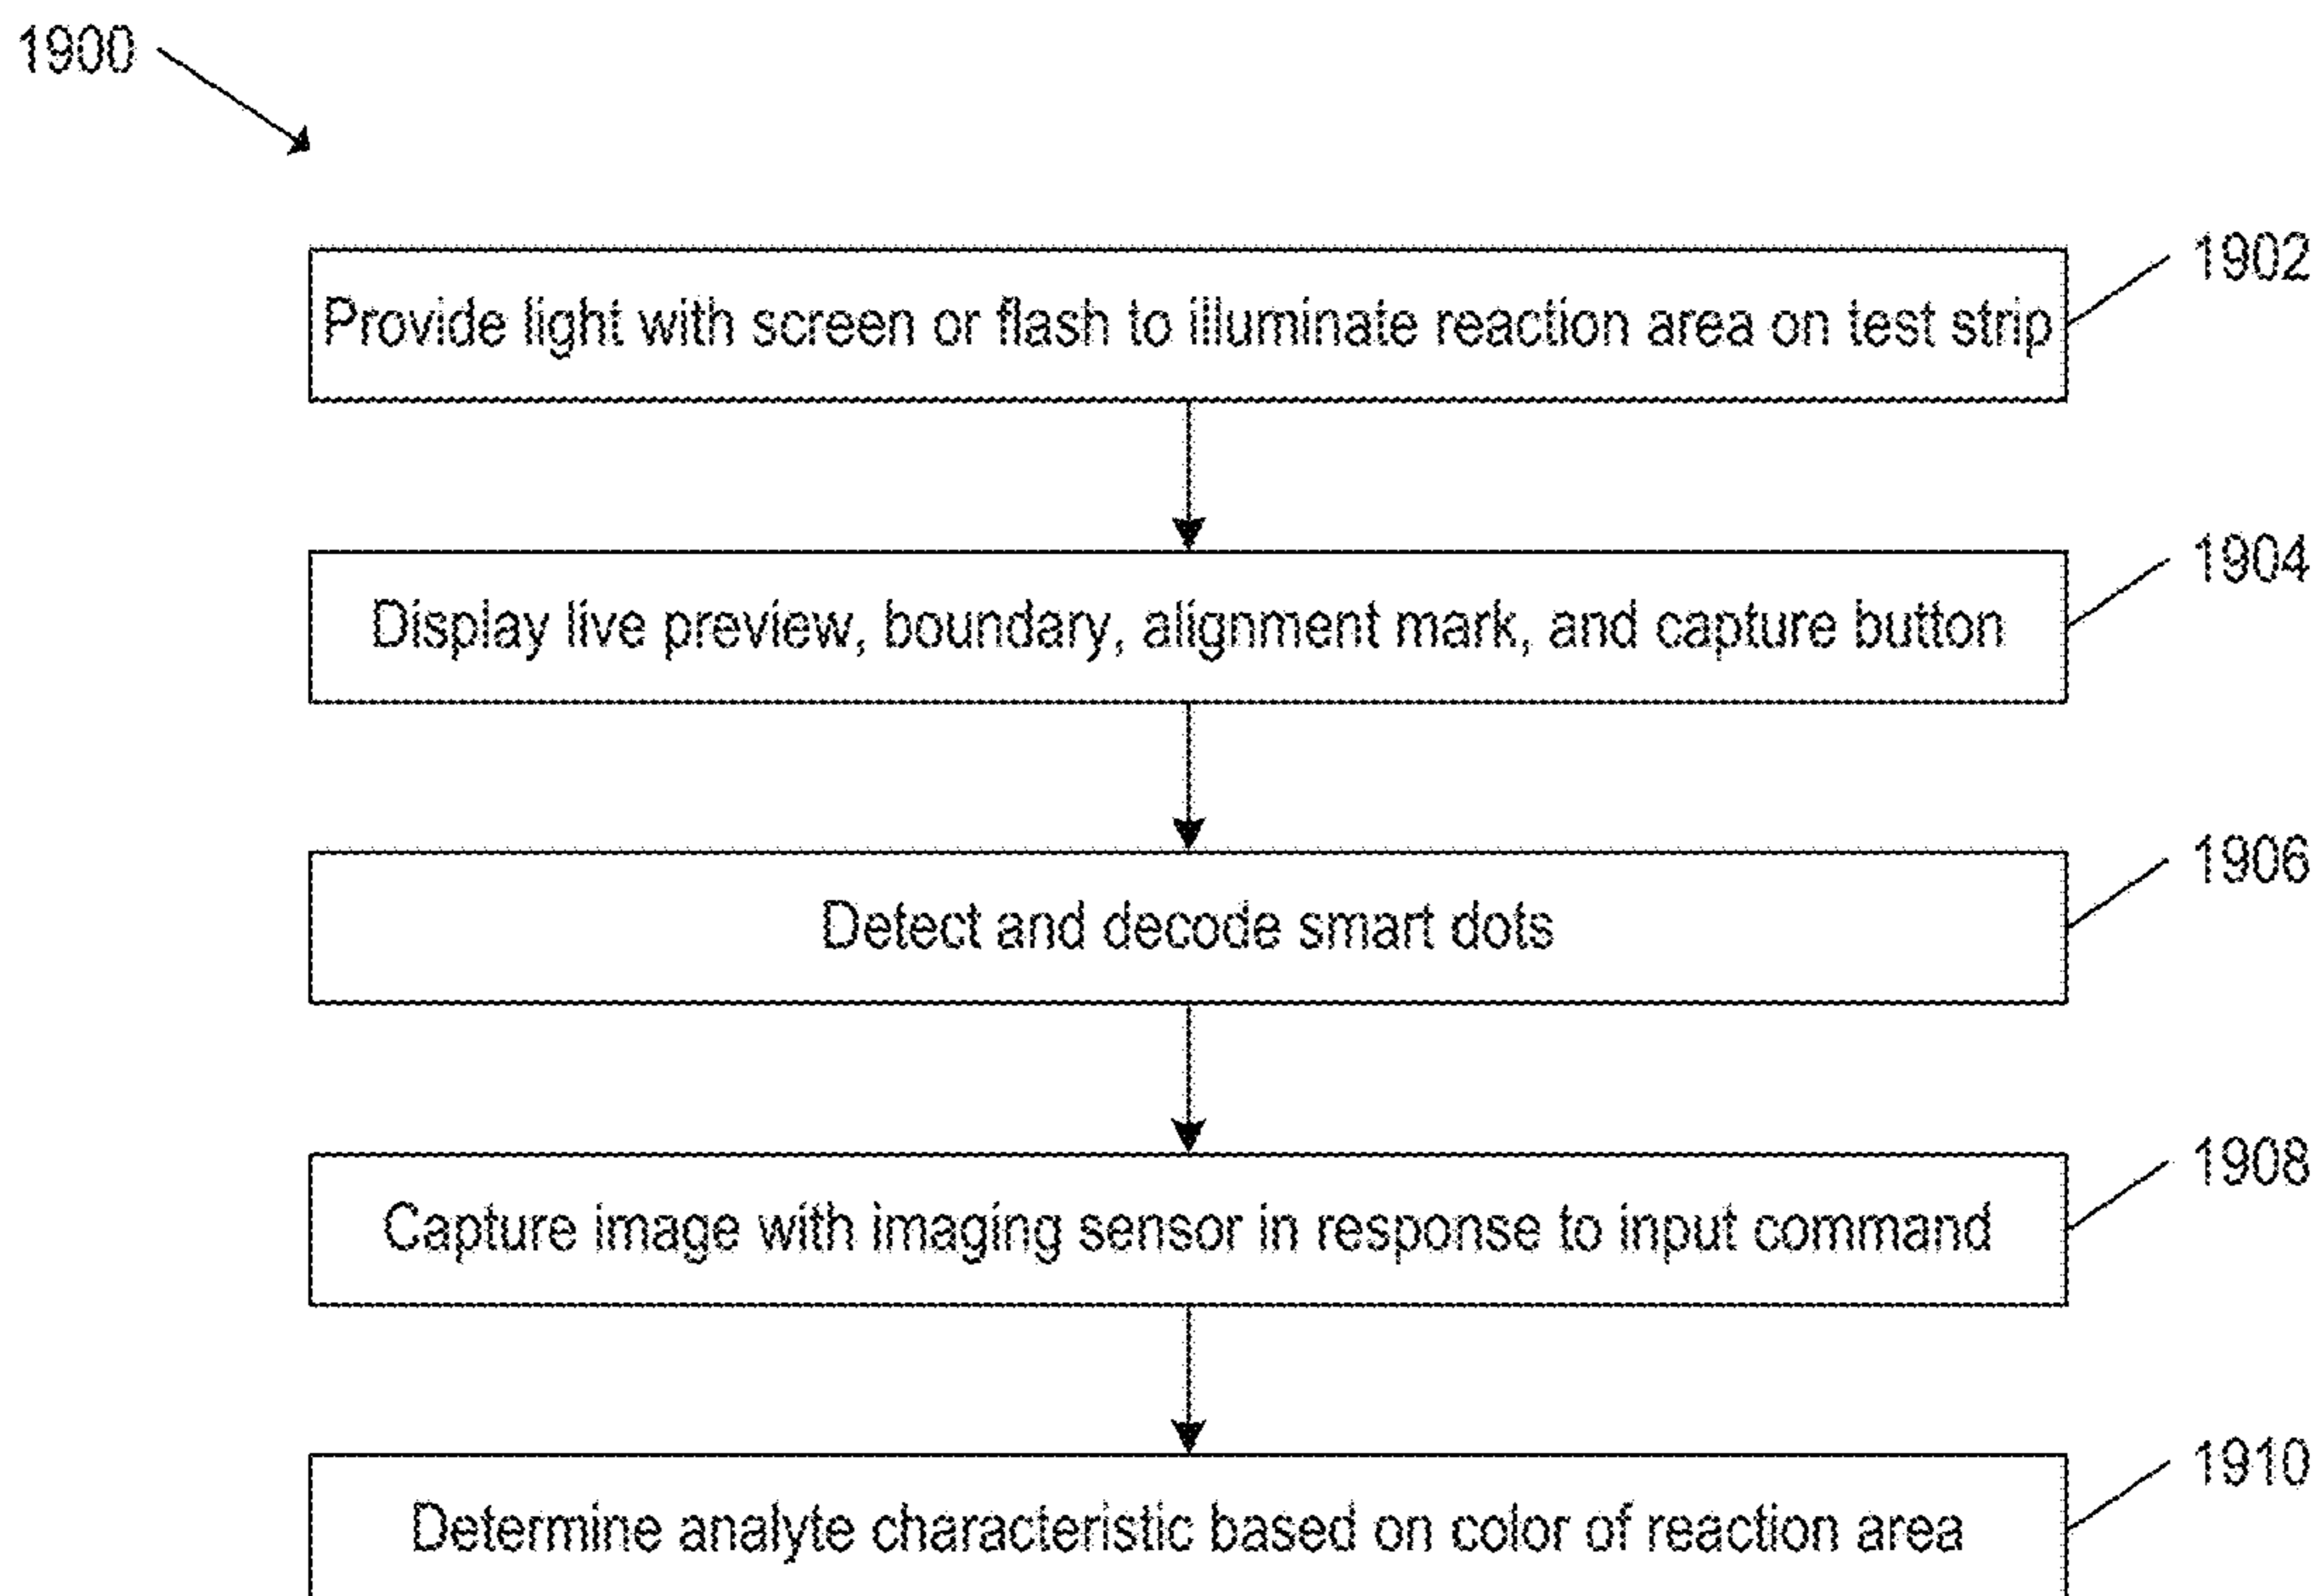 1900
1902
Provide light with screen or flash to illuminate reaction area on test strip
1904
Display live preview, boundary, alignment mark, and capture button
1906
Detect and decode smart dots
1908
Capture image with imaging sensor in response to input command
1910
Determine analyte characteristic based on color of reaction area